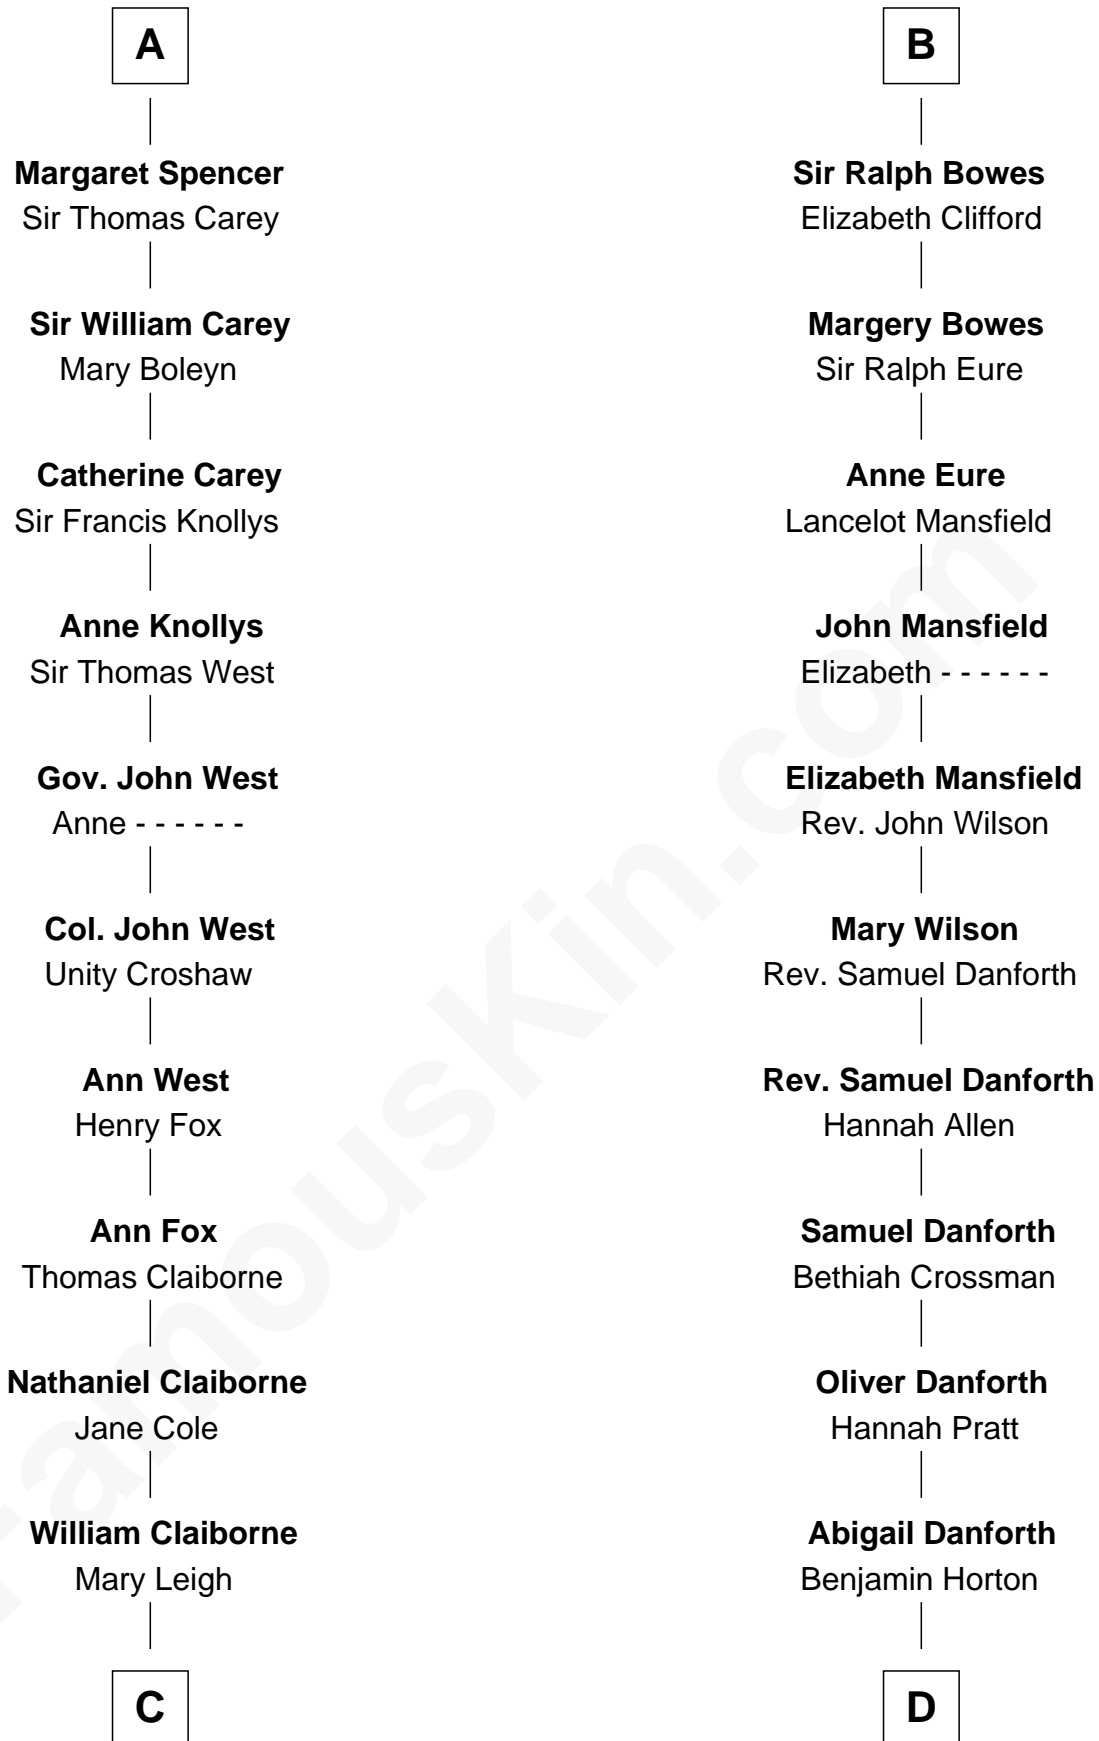 A
Margaret Spencer
Sir Thomas Carey
Sir William Carey
Mary Boleyn
Catherine Carey
Sir Francis Knollys
Anne Knollys
Sir Thomas West
Gov. John West
Anne - - - - - -
Col. John West
Unity Croshaw
Ann West
Henry Fox
Ann Fox
Thomas Claiborne
Nathaniel Claiborne
Jane Cole
William Claiborne
Mary Leigh
C
B
Sir Ralph Bowes
Elizabeth Clifford
Margery Bowes
Sir Ralph Eure
Anne Eure
Lancelot Mansfield
John Mansfield
Elizabeth - - - - - -
Elizabeth Mansfield
Rev. John Wilson
Mary Wilson
Rev. Samuel Danforth
Rev. Samuel Danforth
Hannah Allen
Samuel Danforth
Bethiah Crossman
Oliver Danforth
Hannah Pratt
Abigail Danforth
Benjamin Horton
D
FamousKin.com